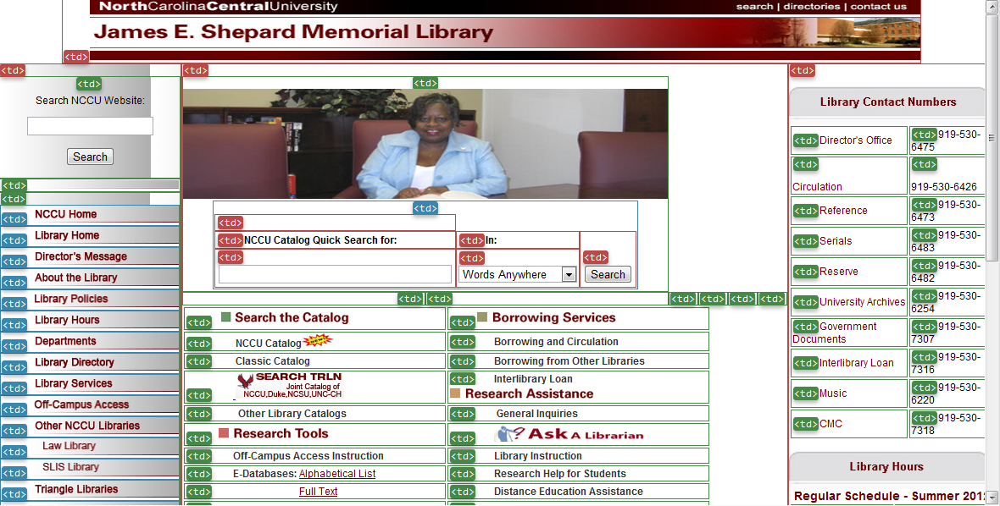 NorthCarolinaCentralUniversity
search | directories | contact us
James E. Shepard Memorial Library
<td>
<td>
<td>
Search NCCU Website:
Search
<td>
<td>
<td> NCCU Home
<td> Library Home
<td> Director's Message
<td> About the Library
<td> Library Policies
<td> Library Hours
<td> Departments
<td> Library Directory
<td> Library Services
<td> Off-Campus Access
<td> Other NCCU Libraries
<td> Law Library
<td> SLIS Library
<td> Triangle Libraries
<td>
<td>
<td>
<td>
<td> NCCU Catalog Quick Search for:
<td> In:
<td>
<td>
Words Anywhere
<td>
Search
<td> <td>
<td> <td> <td> <td>
<td> Search the Catalog
<td> Borrowing Services
<td> NCCU Catalog NEW
<td> Borrowing and Circulation
<td> Classic Catalog
<td> Borrowing from Other Libraries
<td> SEARCH TRLN
Joint Catalog of
NCCU,Duke,NCSU,UNC-CH
<td> Interlibrary Loan
Research Assistance
<td> Other Library Catalogs
<td> General Inquiries
<td> Research Tools
<td> Ask A Librarian
<td> Off-Campus Access Instruction
<td> Library Instruction
<td> E-Databases: Alphabetical List
<td> Research Help for Students
<td> Full Text
<td> Distance Education Assistance
<td>
Library Contact Numbers
<td> Director's Office
<td> 919-530-
6475
<td>
Circulation
<td>
919-530-6426
<td> Reference
<td> 919-530-
6473
<td> Serials
<td> 919-530-
6483
<td> Reserve
<td> 919-530-
6482
<td> University Archives
<td> 919-530-
6254
<td> Government
Documents
<td> 919-530-
7307
<td> Interlibrary Loan
<td> 919-530-
7316
<td> Music
<td> 919-530-
6220
<td> CMC
<td> 919-530-
7318
Library Hours
Regular Schedule - Summer 201